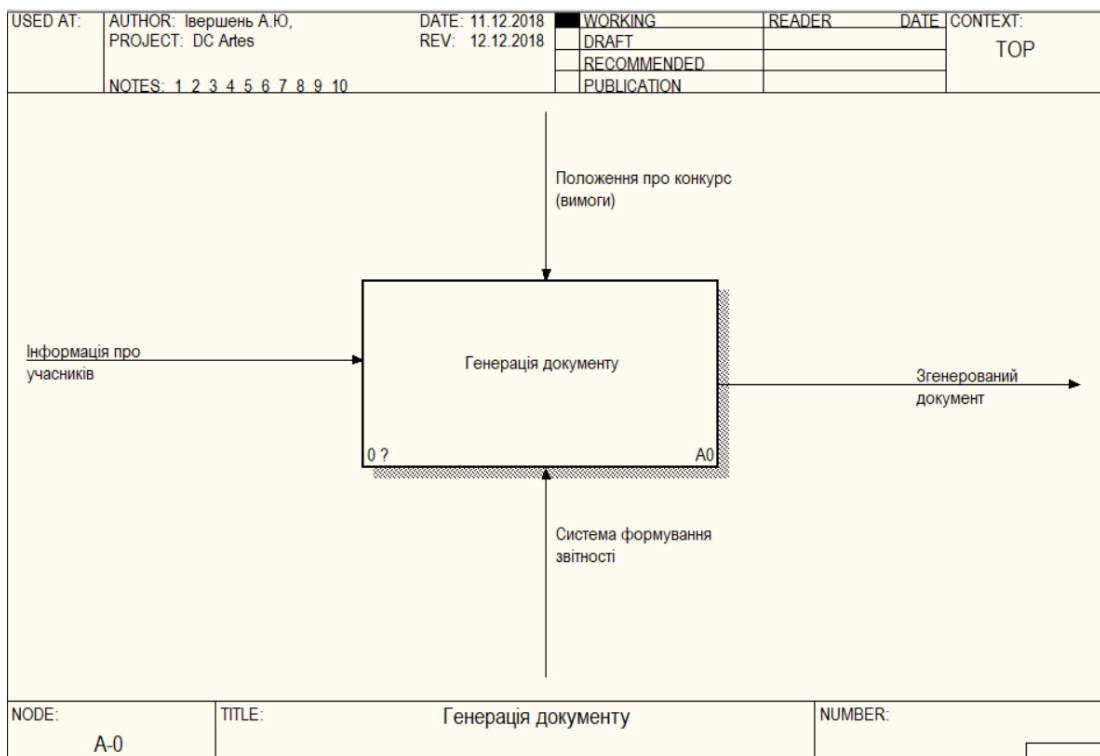 USED AT:
AUTHOR: Івершень А.Ю,
DATE: 11.12.2018
WORKING
READER
DATE
CONTEXT:
PROJECT: DC Artes
REV: 12.12.2018
DRAFT
TOP
RECOMMENDED
NOTES: 1 2 3 4 5 6 7 8 9 10
PUBLICATION
Положення про конкурс
(вимоги)
Інформація про
учасників
Генерація документу
Згенерований
документ
0 ?
A0
Система формування
звітності
NODE:
TITLE:
Генерація документу
NUMBER:
A-0